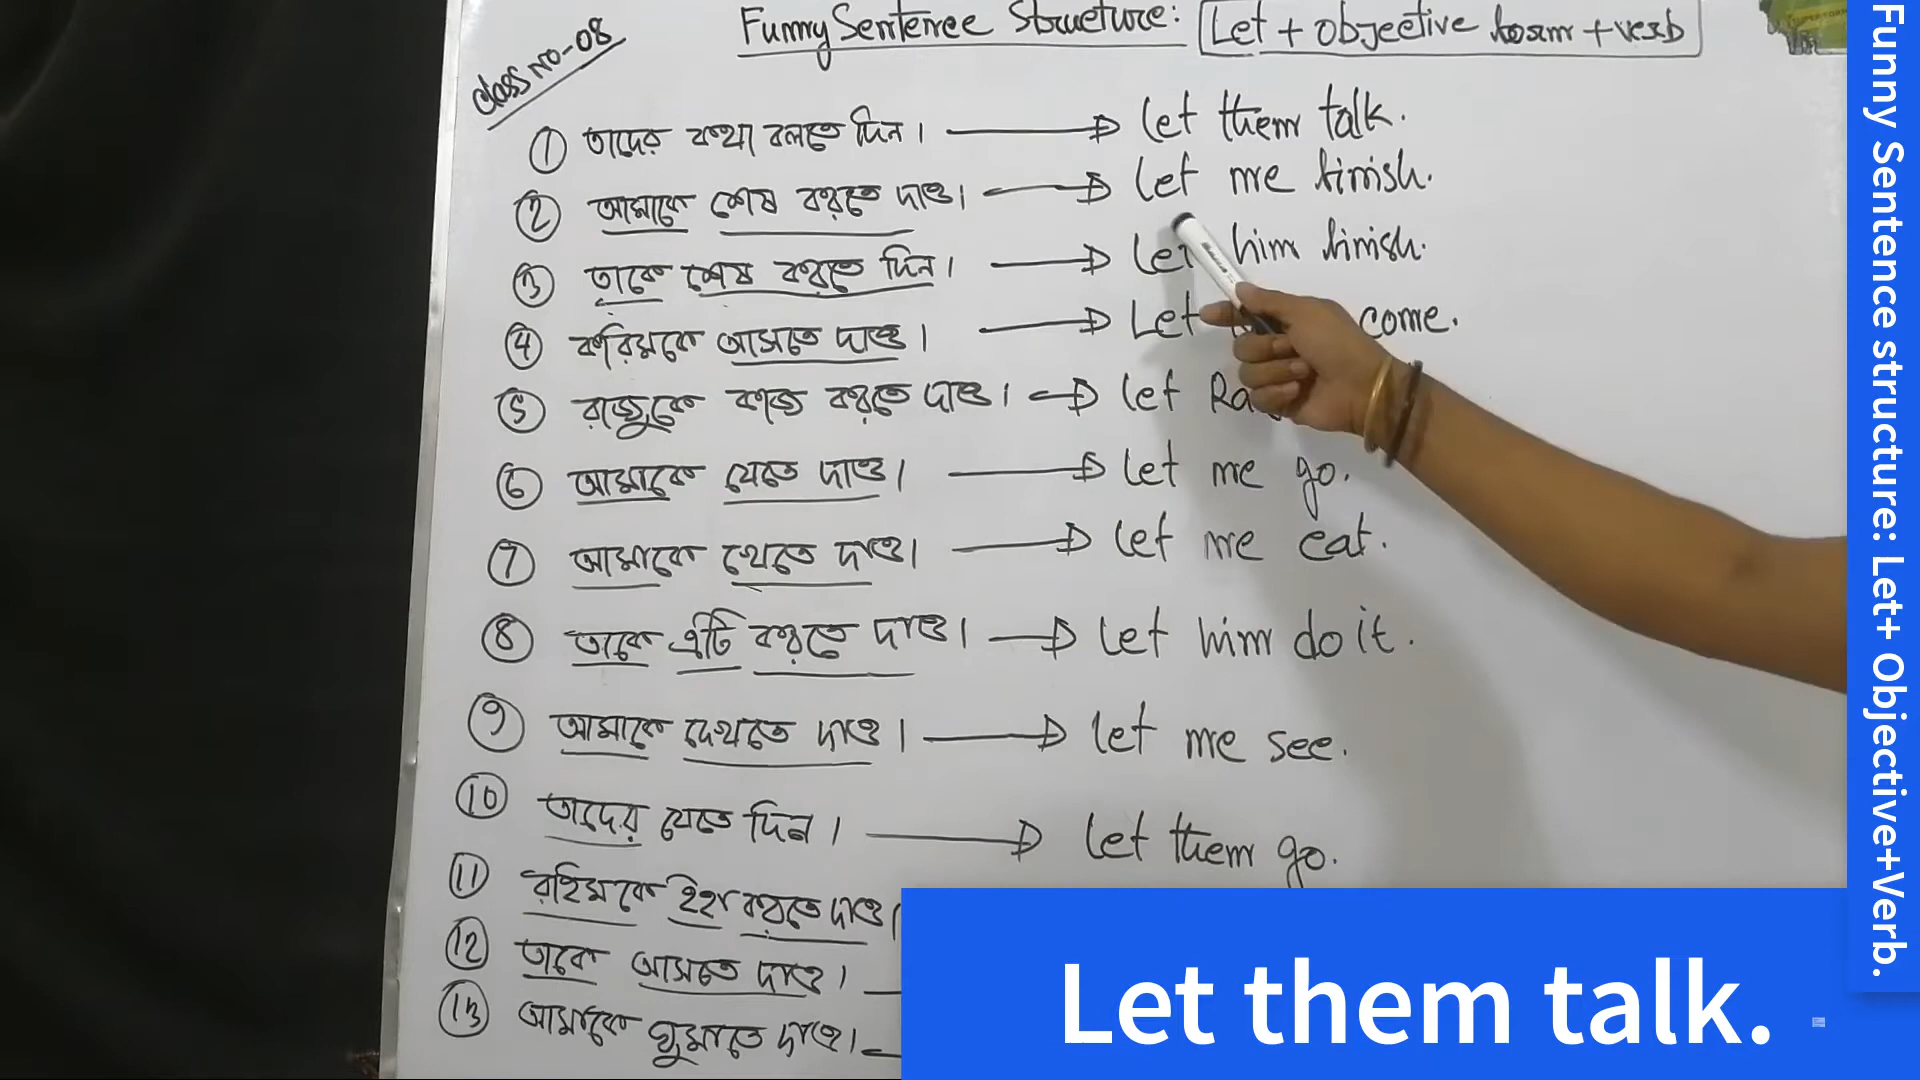 Class No-08
Funny Sentence Structure: Let + objective form + verb
① তাদের কথা বলতে দিন। → Let them talk.
② আমাকে শেষ করতে দাও। → Let me finish.
③ তাকে শেষ করতে দিন। → Let him finish.
④ করিমকে আসতে দাও। → Let come.
⑤ রাজুকে কাজ করতে দাও। → Let
⑥ আমাকে যেতে দাও। → Let me go.
⑦ আমাকে খেতে দাও। → Let me eat.
⑧ তাকে এটি করতে দাও। → Let him do it.
⑨ আমাকে দেখতে দাও। → Let me see.
⑩ তাদের যেতে দিন। → Let them go.
⑪ রহিমকে ইহা করতে দাও।
⑫ তাকে আসতে দাও।
⑬ আমাকে ঘুমাতে দাও।
Let them talk.
Funny Sentence structure: Let+ Objective+Verb.